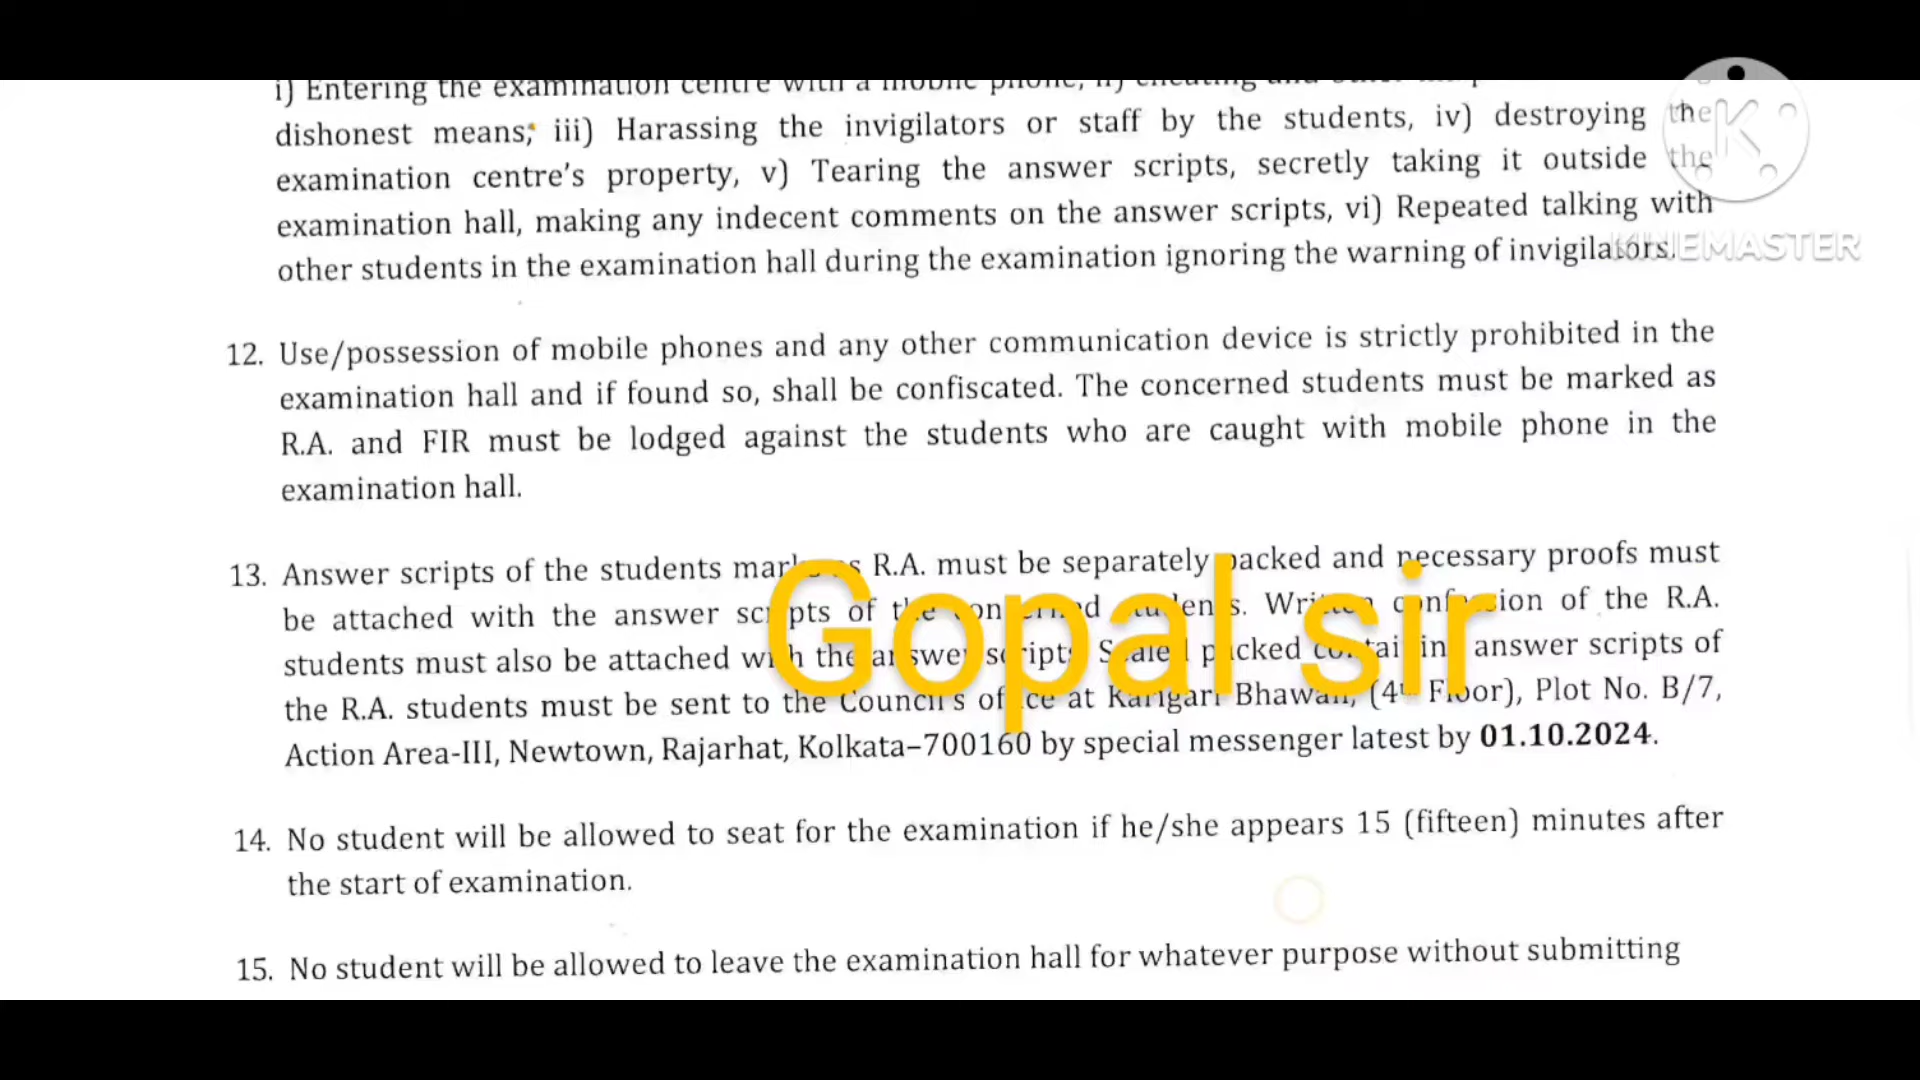 i) Entering the examination centre with a mobile phone, ii) cheating and other
dishonest means; iii) Harassing the invigilators or staff by the students, iv) destroying the
examination centre's property, v) Tearing the answer scripts, secretly taking it outside the
examination hall, making any indecent comments on the answer scripts, vi) Repeated talking with
other students in the examination hall during the examination ignoring the warning of invigilators.
KINEMASTER
12. Use/possession of mobile phones and any other communication device is strictly prohibited in the
examination hall and if found so, shall be confiscated. The concerned students must be marked as
R.A. and FIR must be lodged against the students who are caught with mobile phone in the
examination hall.
13. Answer scripts of the students mark as R.A. must be separately packed and necessary proofs must
be attached with the answer scripts of the concerned students. Written confession of the R.A.
students must also be attached with the answer scripts. Sealed packed containing answer scripts of
the R.A. students must be sent to the Council's office at Karigari Bhawan, (4th Floor), Plot No. B/7,
Action Area-III, Newtown, Rajarhat, Kolkata–700160 by special messenger latest by 01.10.2024.
Gopal sir
14. No student will be allowed to seat for the examination if he/she appears 15 (fifteen) minutes after
the start of examination.
15. No student will be allowed to leave the examination hall for whatever purpose without submitting